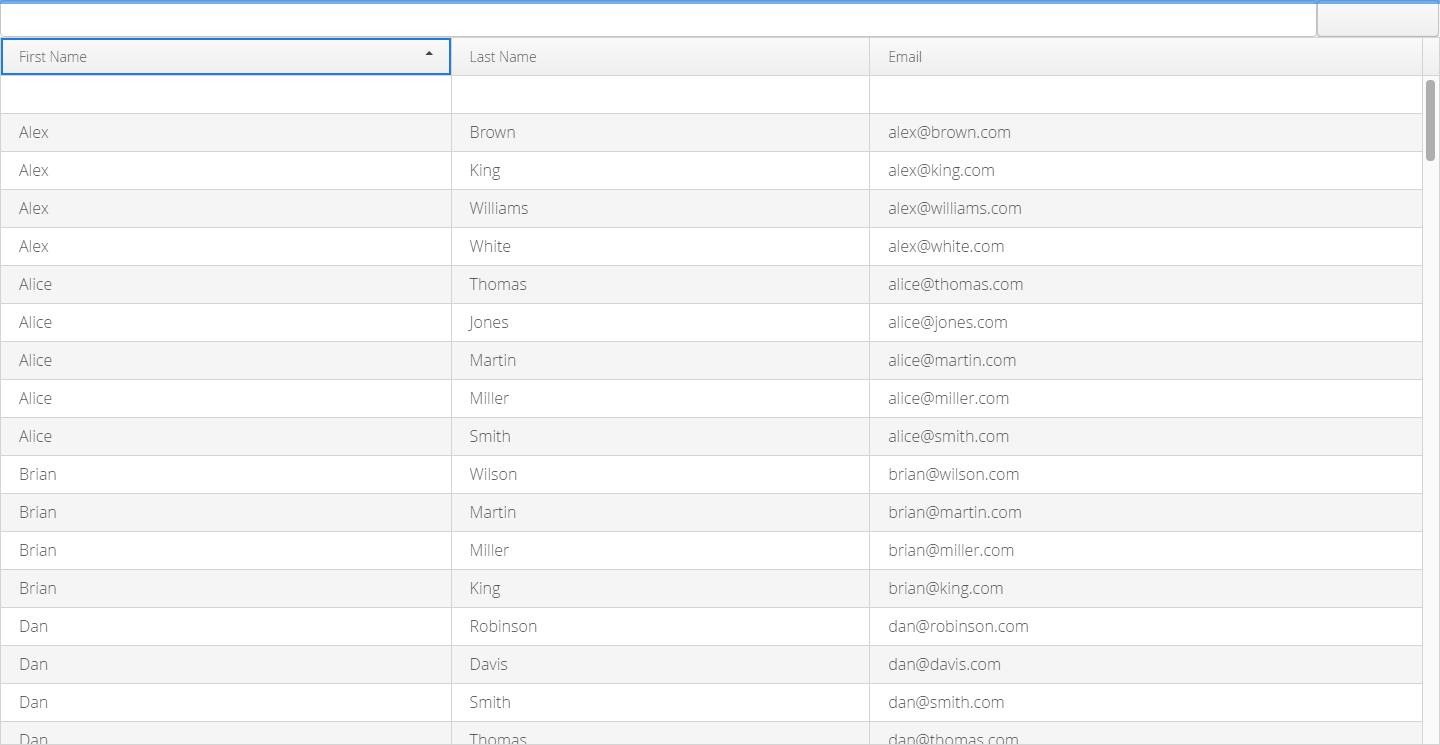 First Name Last Name Email
Alex Brown alex@brown.com
Alex King alex@king.com
Alex Williams alex@williams.com
Alex White alex@white.com
Alice Thomas alice@thomas.com
Alice Jones alice@jones.com
Alice Martin alice@martin.com
Alice Miller alice@miller.com
Alice Smith alice@smith.com
Brian Wilson brian@wilson.com
Brian Martin brian@martin.com
Brian Miller brian@miller.com
Brian King brian@king.com
Dan Robinson dan@robinson.com
Dan Davis dan@davis.com
Dan Smith dan@smith.com
Dan Thomas dan@thomas.com